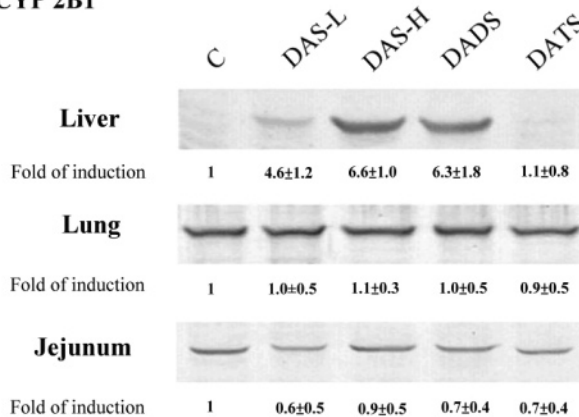 CYP 2B1
C DAS-L DAS-H DADS DATS
Liver
Fold of induction 1 4.6±1.2 6.6±1.0 6.3±1.8 1.1±0.8
Lung
Fold of induction 1 1.0±0.5 1.1±0.3 1.0±0.5 0.9±0.5
Jejunum
Fold of induction 1 0.6±0.5 0.9±0.5 0.7±0.4 0.7±0.4